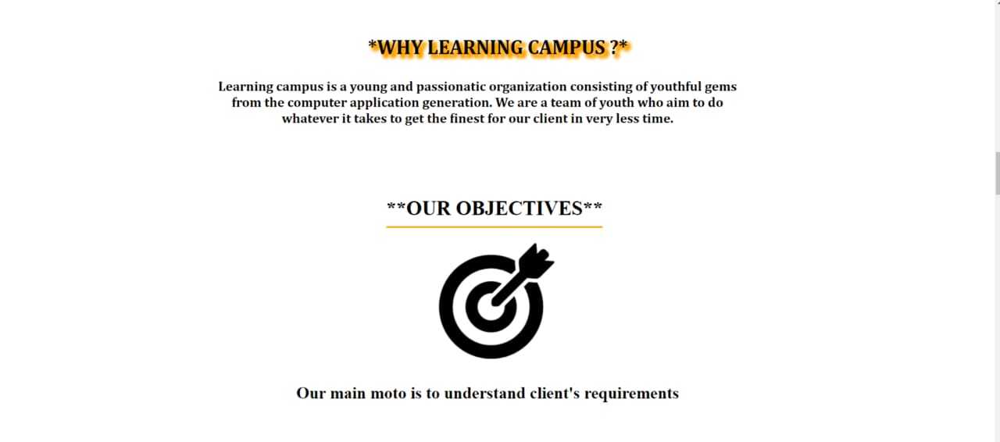 *WHY LEARNING CAMPUS ?*
Learning campus is a young and passionatic organization consisting of youthful gems
from the computer application generation. We are a team of youth who aim to do
whatever it takes to get the finest for our client in very less time.
**OUR OBJECTIVES**
Our main moto is to understand client's requirements